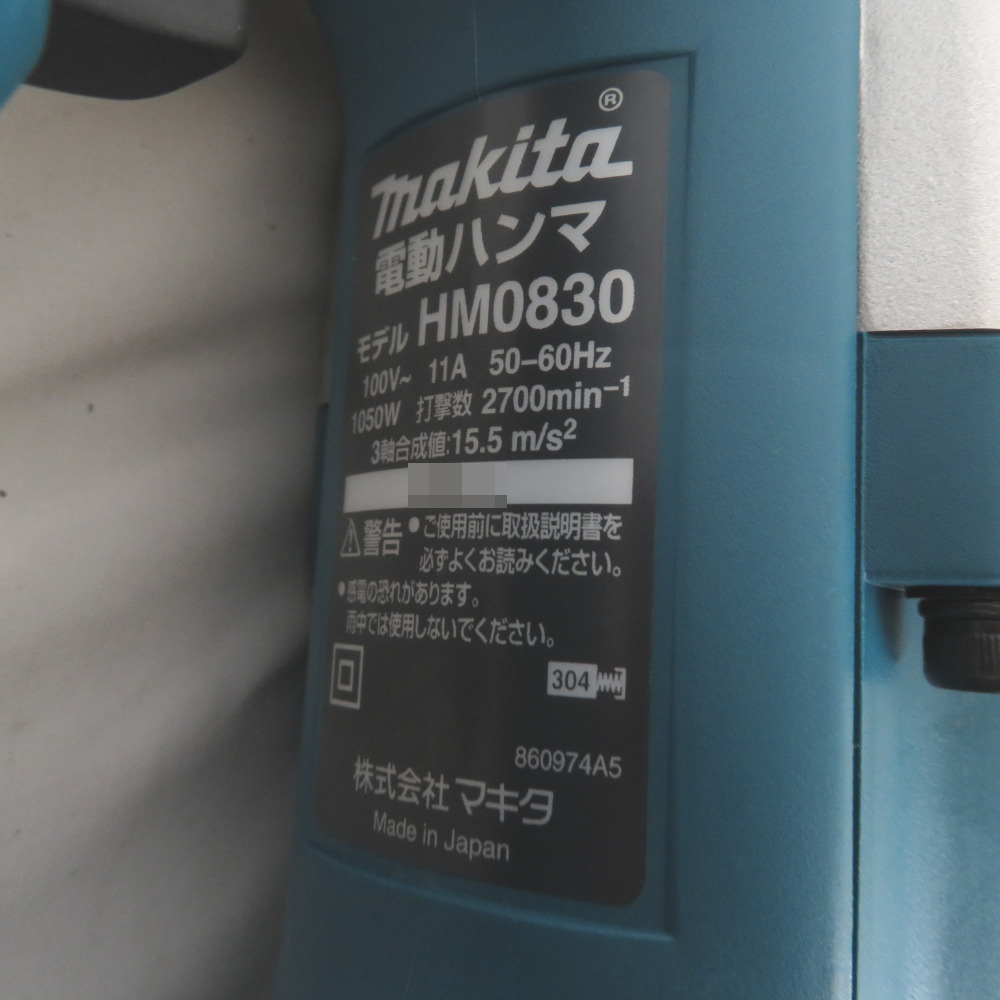 makita®
電動ハンマ
モデル HM0830
100V~ 11A 50-60Hz
1050W 打撃数 2700min⁻¹
3軸合成値:15.5 m/s²
⚠警告 ●ご使用前に取扱説明書を
必ずよくお読みください。
●感電の恐れがあります。
雨中では使用しないでください。
304
860974A5
株式会社 マキタ
Made in Japan